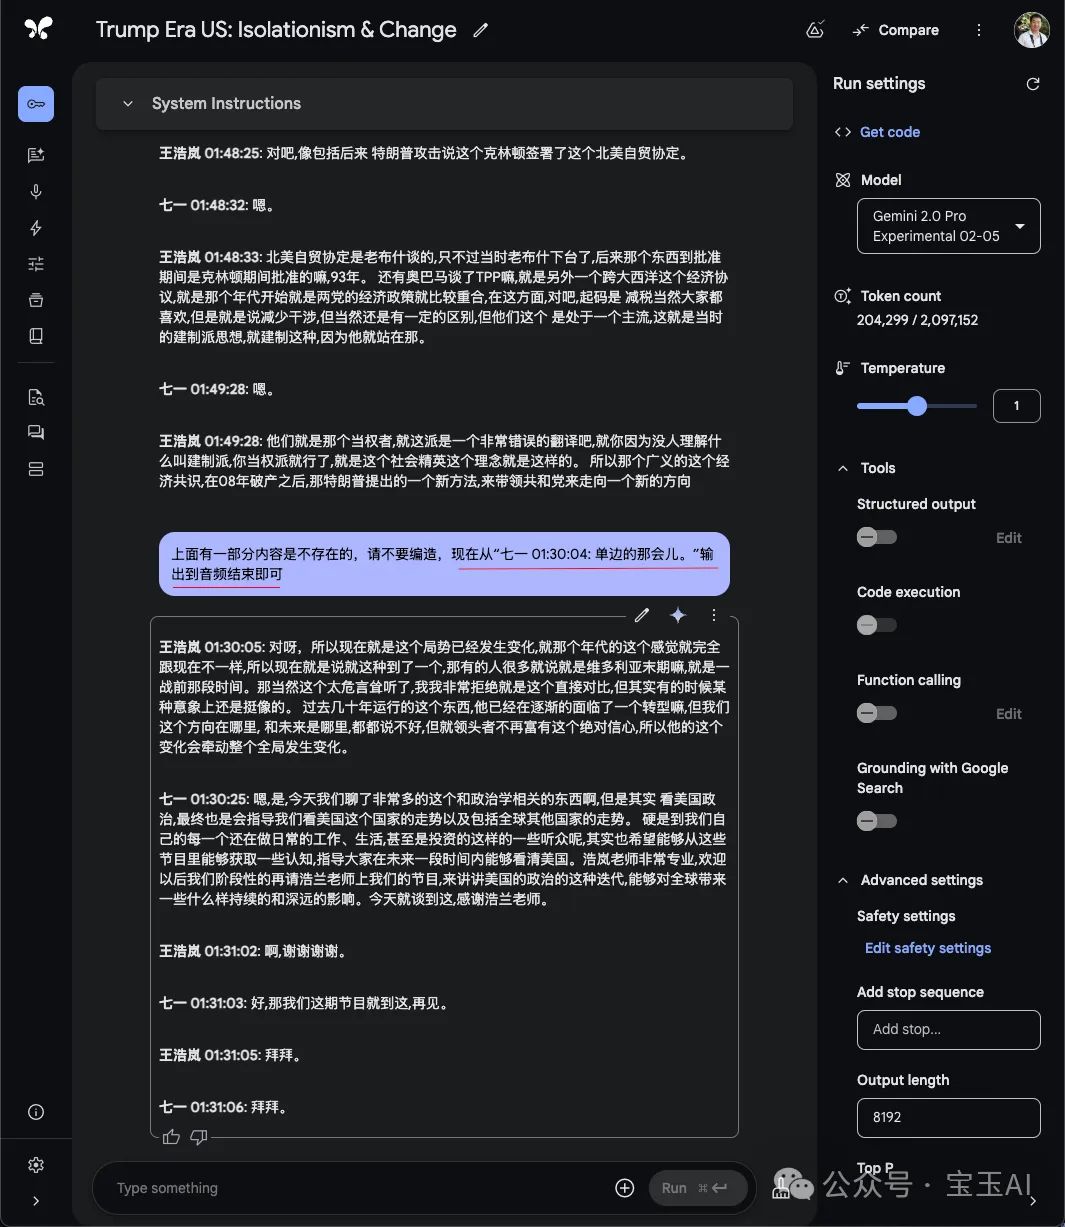 Trump Era US: Isolationism & Change
Compare
System Instructions
王浩岚 01:48:25: 对吧,像包括后来 特朗普攻击说这个克林顿签署了这个北美自贸协定。
七一 01:48:32: 嗯。
王浩岚 01:48:33: 北美自贸协定是老布什谈的,只不过当时老布什下台了,后来那个东西到批准
期间是克林顿期间批准的嘛,93年。 还有奥巴马谈了TPP嘛,就是另外一个跨大西洋这个经济协
议,就是那个年代开始就是两党的经济政策就比较重合,在这方面,对吧,起码是 减税当然大家都
喜欢,但是就是说减少干涉,但当然还是有一定的区别,但他们这个 是处于一个主流,这就是当时
的建制派思想,就建制这种,因为他就站在那。
七一 01:49:28: 嗯。
王浩岚 01:49:28: 他们就是那个当权者,就这派是一个非常错误的翻译吧,就你因为没人理解什
么叫建制派,你当权派就行了,就是这个社会精英这个理念就是这样的。 所以那个广义的这个经
济共识,在08年破产之后,那特朗普提出的一个新方法,来带领共和党来走向一个新的方向
上面有一部分内容是不存在的，请不要编造，现在从“七一 01:30:04: 单边的那会儿。”输
出到音频结束即可
王浩岚 01:30:05: 对呀，所以现在就是这个局势已经发生变化,就那个年代的这个感觉就完全
跟现在不一样,所以现在就是说就这种到了一个,那有的人很多就说就是维多利亚末期嘛,就是一
战前那段时间。那当然这个太危言耸听了,我我非常拒绝就是这个直接对比,但其实有的时候某
种意象上还是挺像的。 过去几十年运行的这个东西,他已经在逐渐的面临了一个转型嘛,但我们
这个方向在哪里, 和未来是哪里,都都说不好,但就领头者不再富有这个绝对信心,所以他的这个
变化会牵动整个全局发生变化。
七一 01:30:25: 嗯,是,今天我们聊了非常多的这个和政治学相关的东西啊,但是其实 看美国政
治,最终也是会指导我们看美国这个国家的走势以及包括全球其他国家的走势。 硬是到我们自
己的每一个还在做日常的工作、生活,甚至是投资的这样的一些听众呢,其实也希望能够从这些
节目里能够获取一些认知,指导大家在未来一段时间内能够看清美国。浩岚老师非常专业,欢迎
以后我们阶段性的再请浩兰老师上我们的节目,来讲讲美国的政治的这种迭代,能够对全球带来
一些什么样持续的和深远的影响。今天就谈到这,感谢浩兰老师。
王浩岚 01:31:02: 啊,谢谢谢谢。
七一 01:31:03: 好,那我们这期节目就到这,再见。
王浩岚 01:31:05: 拜拜。
七一 01:31:06: 拜拜。
Type something
Run ⌘ ↵
Run settings
Get code
Model
Gemini 2.0 Pro
Experimental 02-05
Token count
204,299 / 2,097,152
Temperature
1
Tools
Structured output
Edit
Code execution
Function calling
Edit
Grounding with Google
Search
Advanced settings
Safety settings
Edit safety settings
Add stop sequence
Add stop...
Output length
8192
Top P
公众号 · 宝玉AI